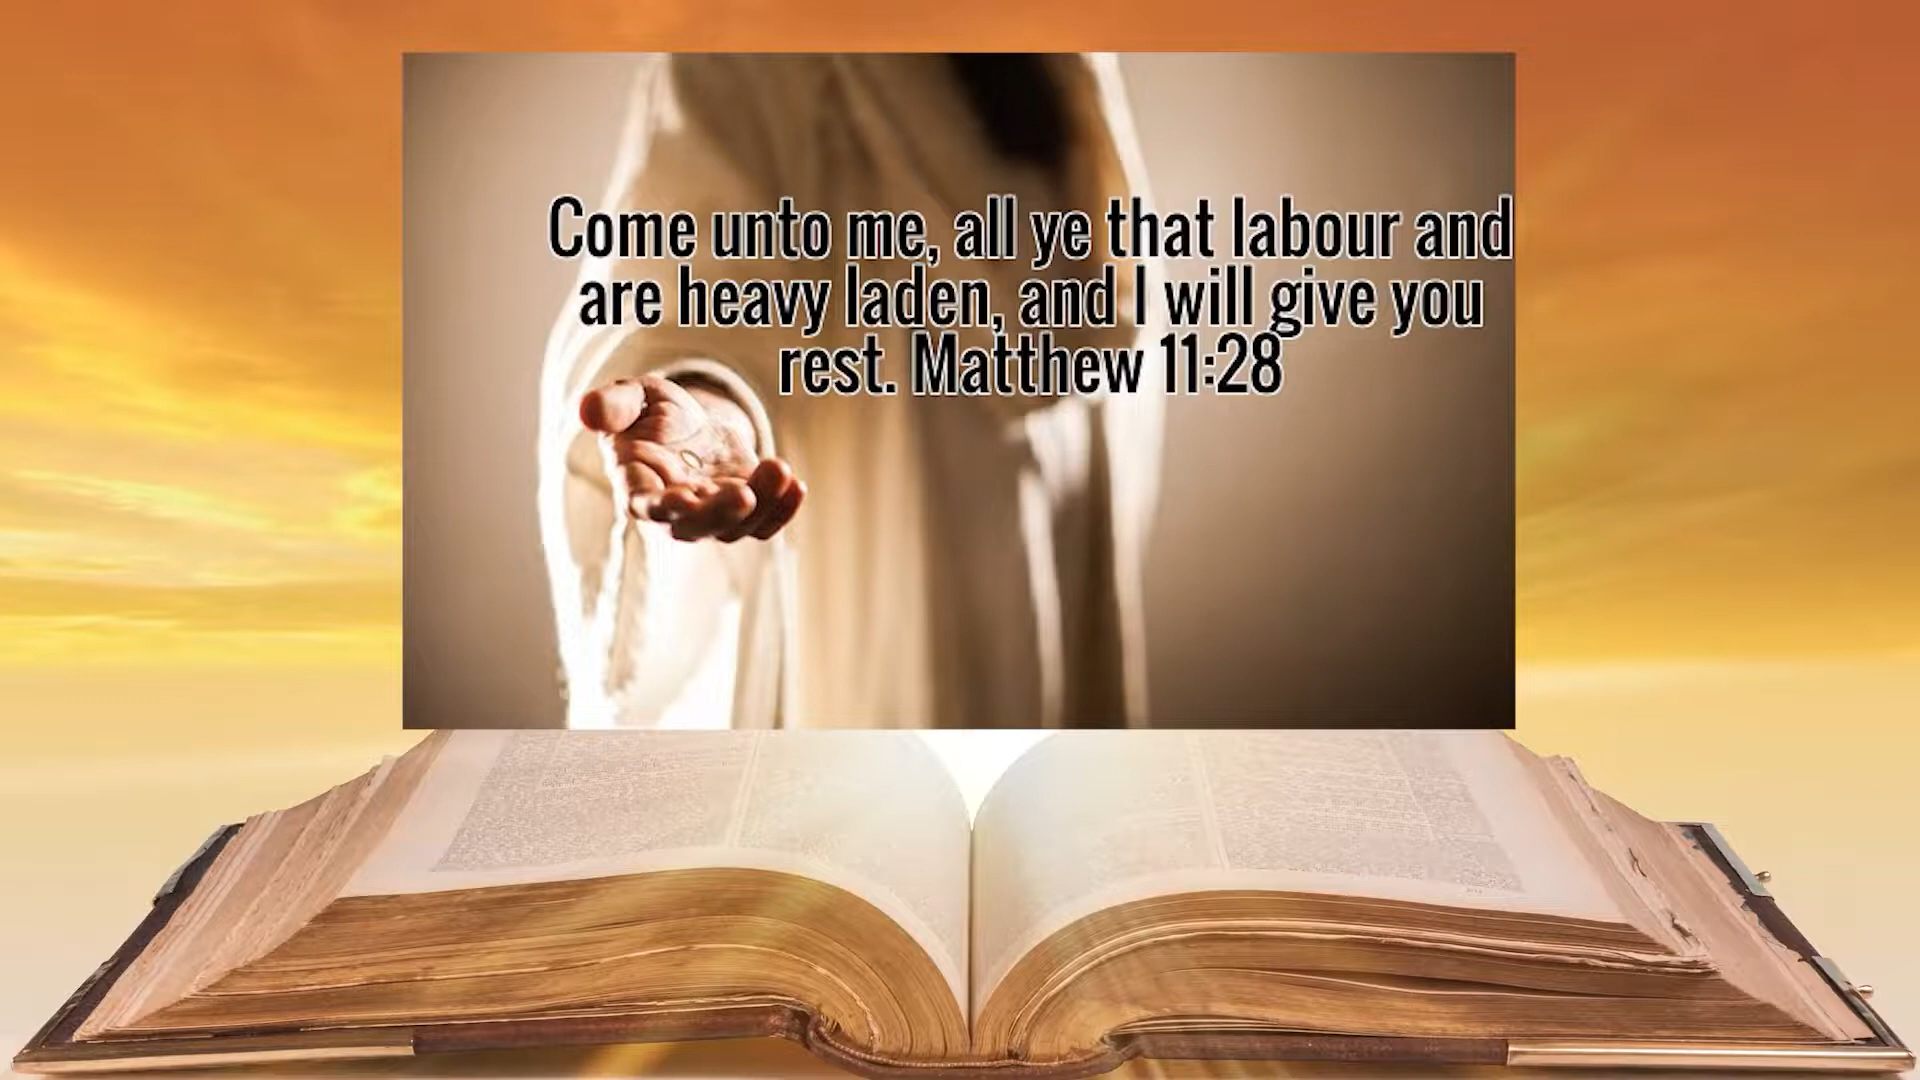 Come unto me, all ye that labour and
are heavy laden, and I will give you
rest. Matthew 11:28